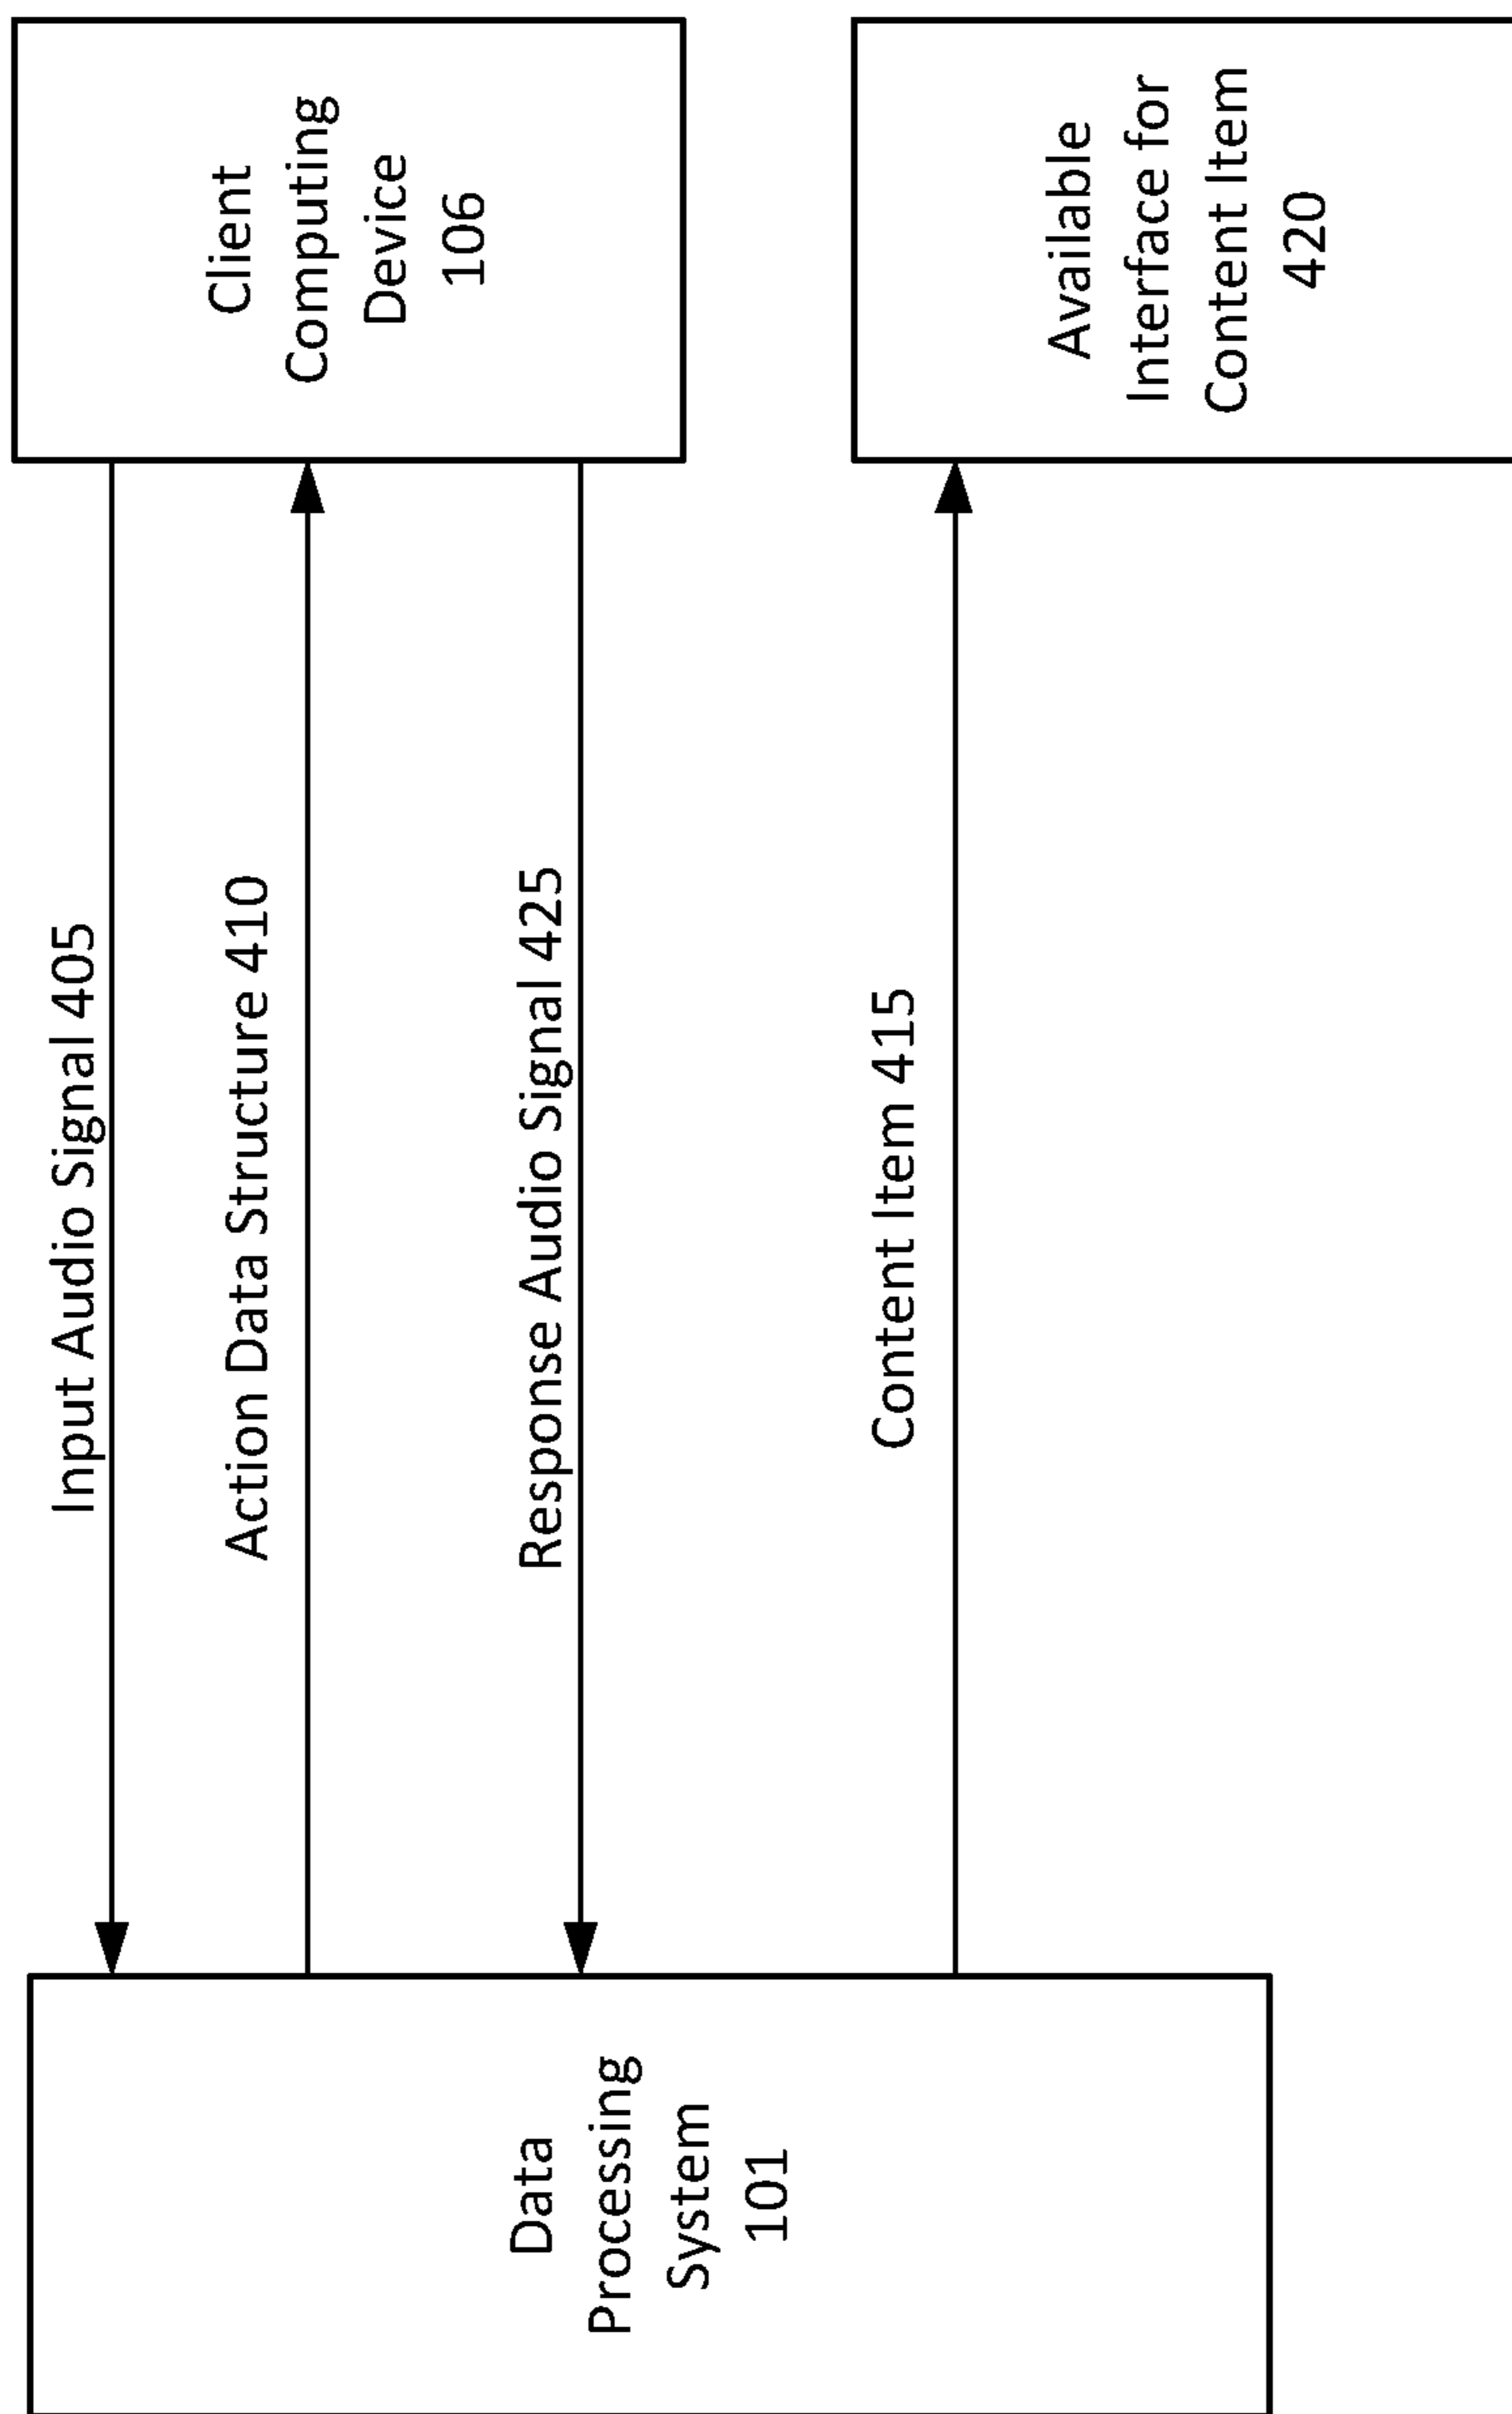 Client
Computing
Device
106
Available
Interface for
Content Item
420
Input Audio Signal 405
Action Data Structure 410
Response Audio Signal 425
Content Item 415
Data
Processing
System
101